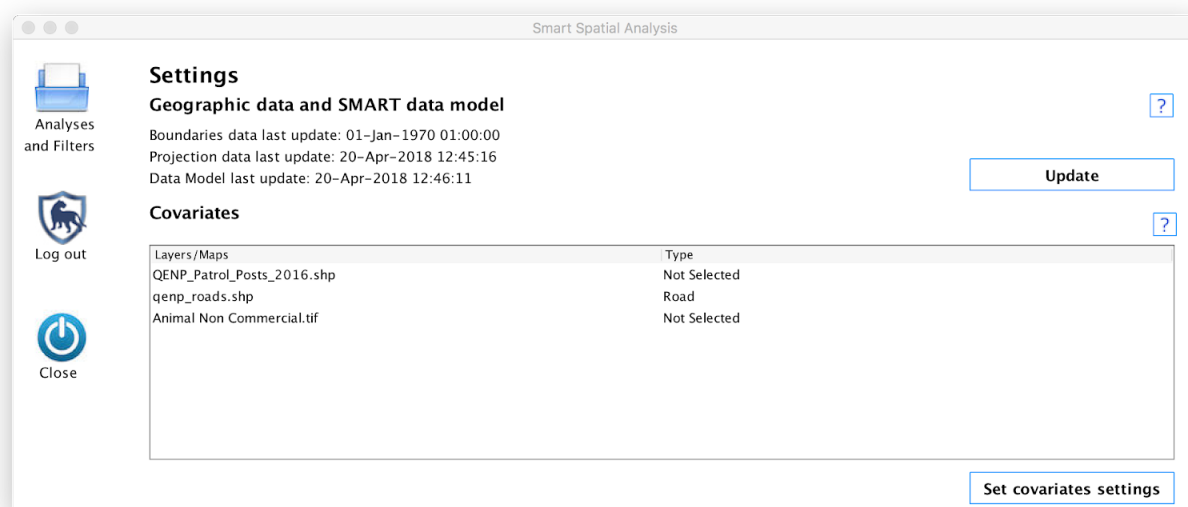 Smart Spatial Analysis
Analyses
and Filters
Log out
Close
Settings
Geographic data and SMART data model
?
Boundaries data last update: 01-Jan-1970 01:00:00
Projection data last update: 20-Apr-2018 12:45:16
Data Model last update: 20-Apr-2018 12:46:11
Update
Covariates
?
Layers/Maps Type
QENP_Patrol_Posts_2016.shp Not Selected
qenp_roads.shp Road
Animal Non Commercial.tif Not Selected
Set covariates settings